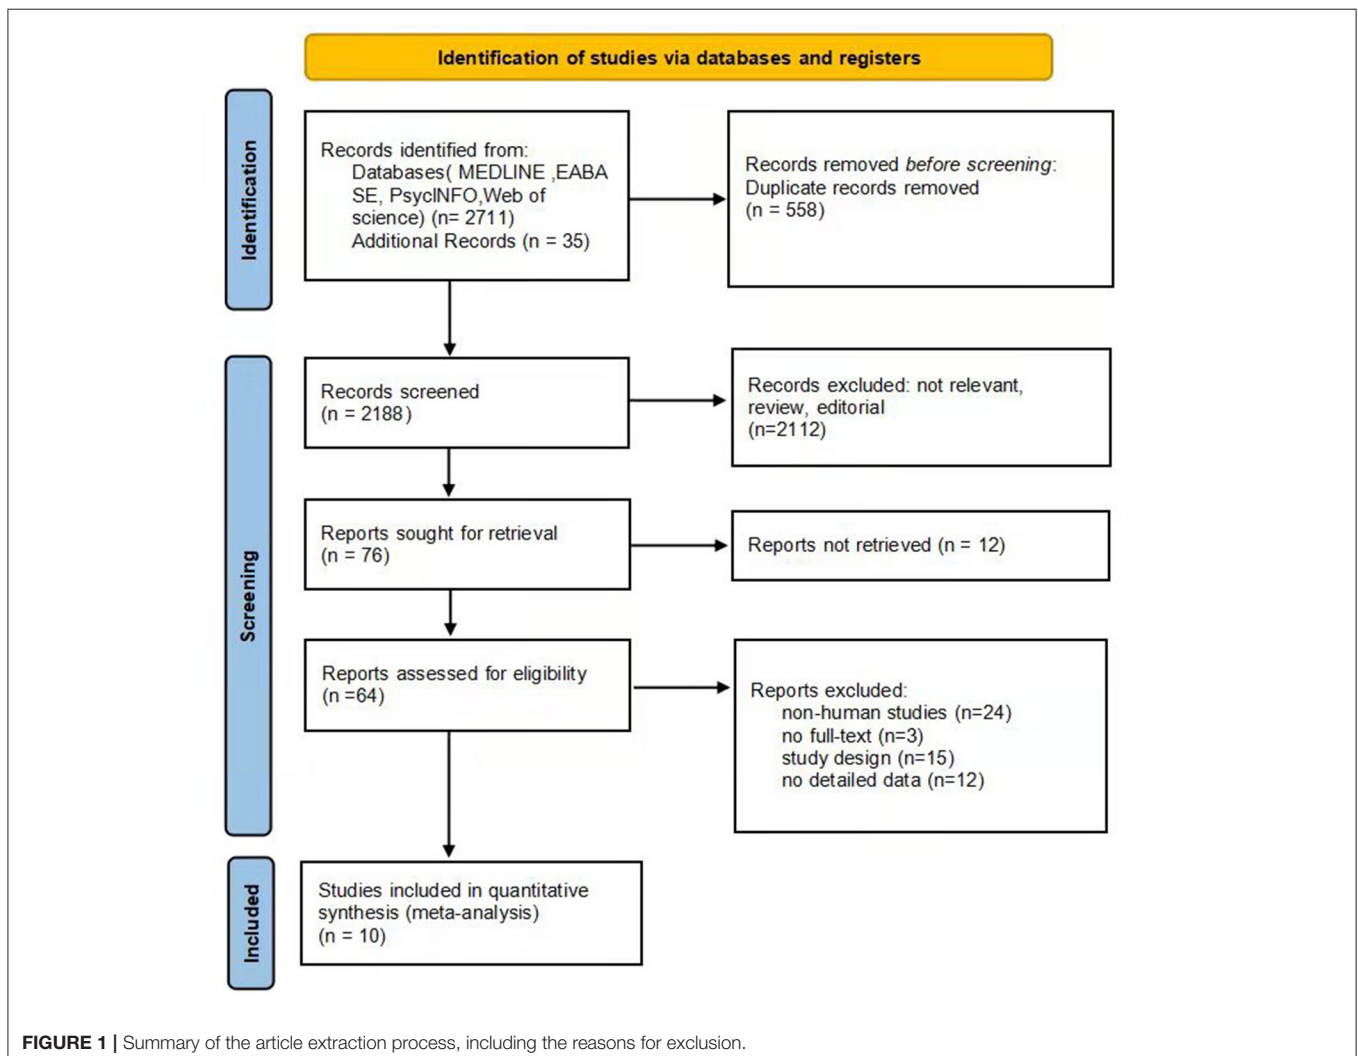 Identification of studies via databases and registers
Identification
Records identified from:
Databases( MEDLINE ,EABA
SE, PsycINFO,Web of
science) (n= 2711)
Additional Records (n = 35)
Records removed before screening:
Duplicate records removed
(n = 558)
Screening
Records screened
(n = 2188)
Records excluded: not relevant,
review, editorial
(n=2112)
Reports sought for retrieval
(n = 76)
Reports not retrieved (n = 12)
Reports assessed for eligibility
(n =64)
Reports excluded:
non-human studies (n=24)
no full-text (n=3)
study design (n=15)
no detailed data (n=12)
Included
Studies included in quantitative
synthesis (meta-analysis)
(n = 10)
FIGURE 1 | Summary of the article extraction process, including the reasons for exclusion.